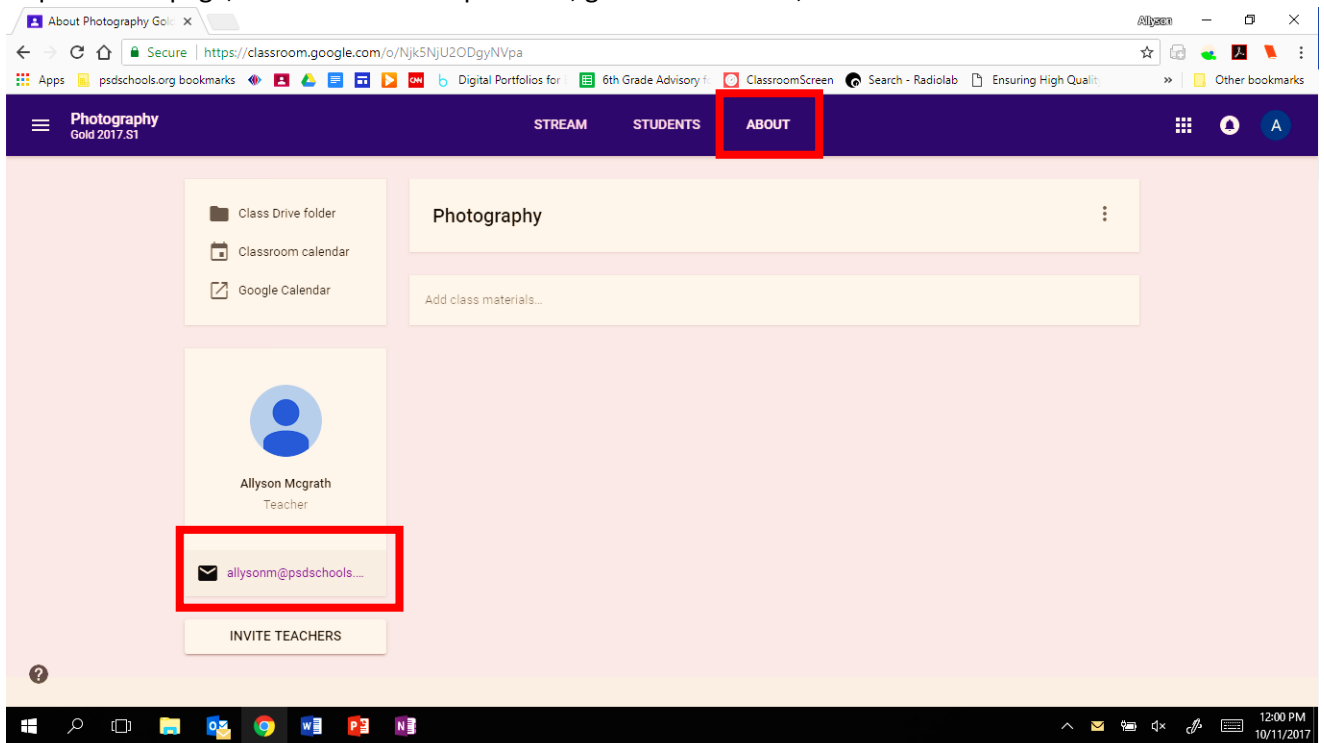 About Photography Gol
Allyson
Secure | https://classroom.google.com/o/Njk5NjU2ODgyNVpa
Apps psdschools.org bookmarks CNN b Digital Portfolios for 6th Grade Advisory fo ClassroomScreen Search - Radiolab Ensuring High Quality » Other bookmarks
Photography
Gold 2017.S1
STREAM STUDENTS ABOUT
A
Class Drive folder
Classroom calendar
Google Calendar
Photography
Add class materials...
Allyson Mcgrath
Teacher
allysonm@psdschools....
INVITE TEACHERS
?
12:00 PM
10/11/2017